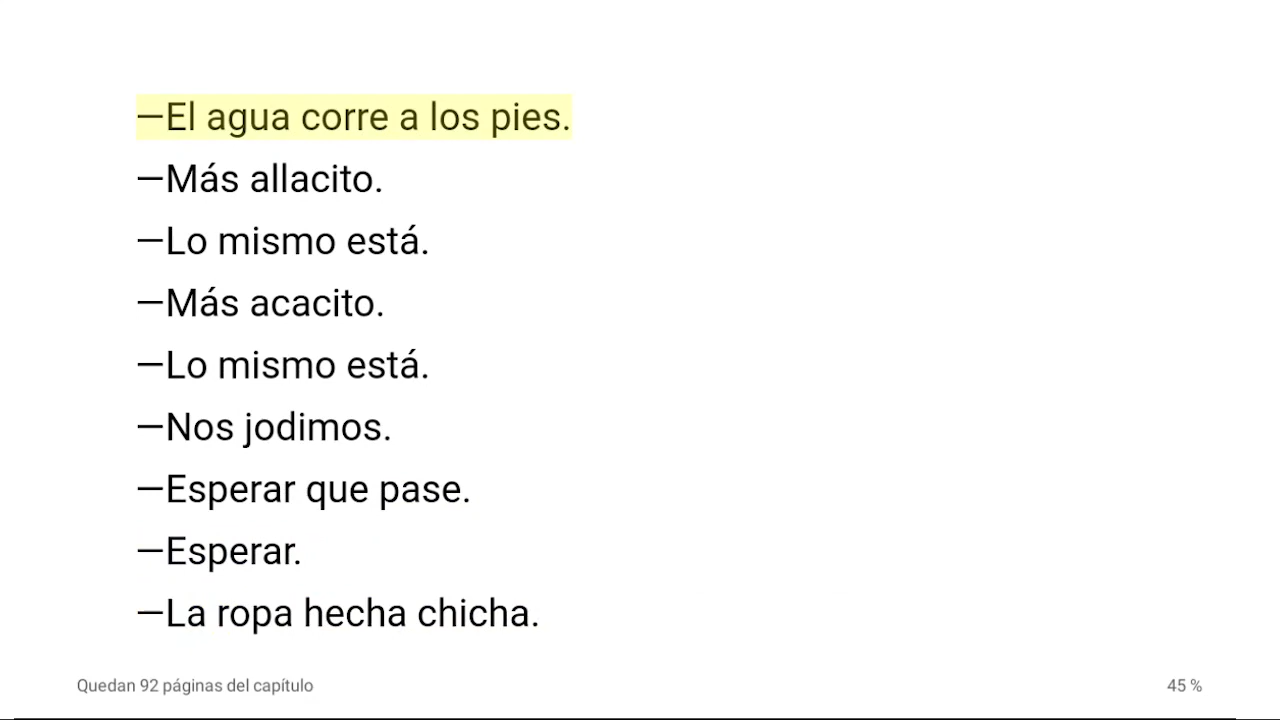 —El agua corre a los pies.
—Más allacito.
—Lo mismo está.
—Más acacito.
—Lo mismo está.
—Nos jodimos.
—Esperar que pase.
—Esperar.
—La ropa hecha chicha.
Quedan 92 páginas del capítulo
45 %